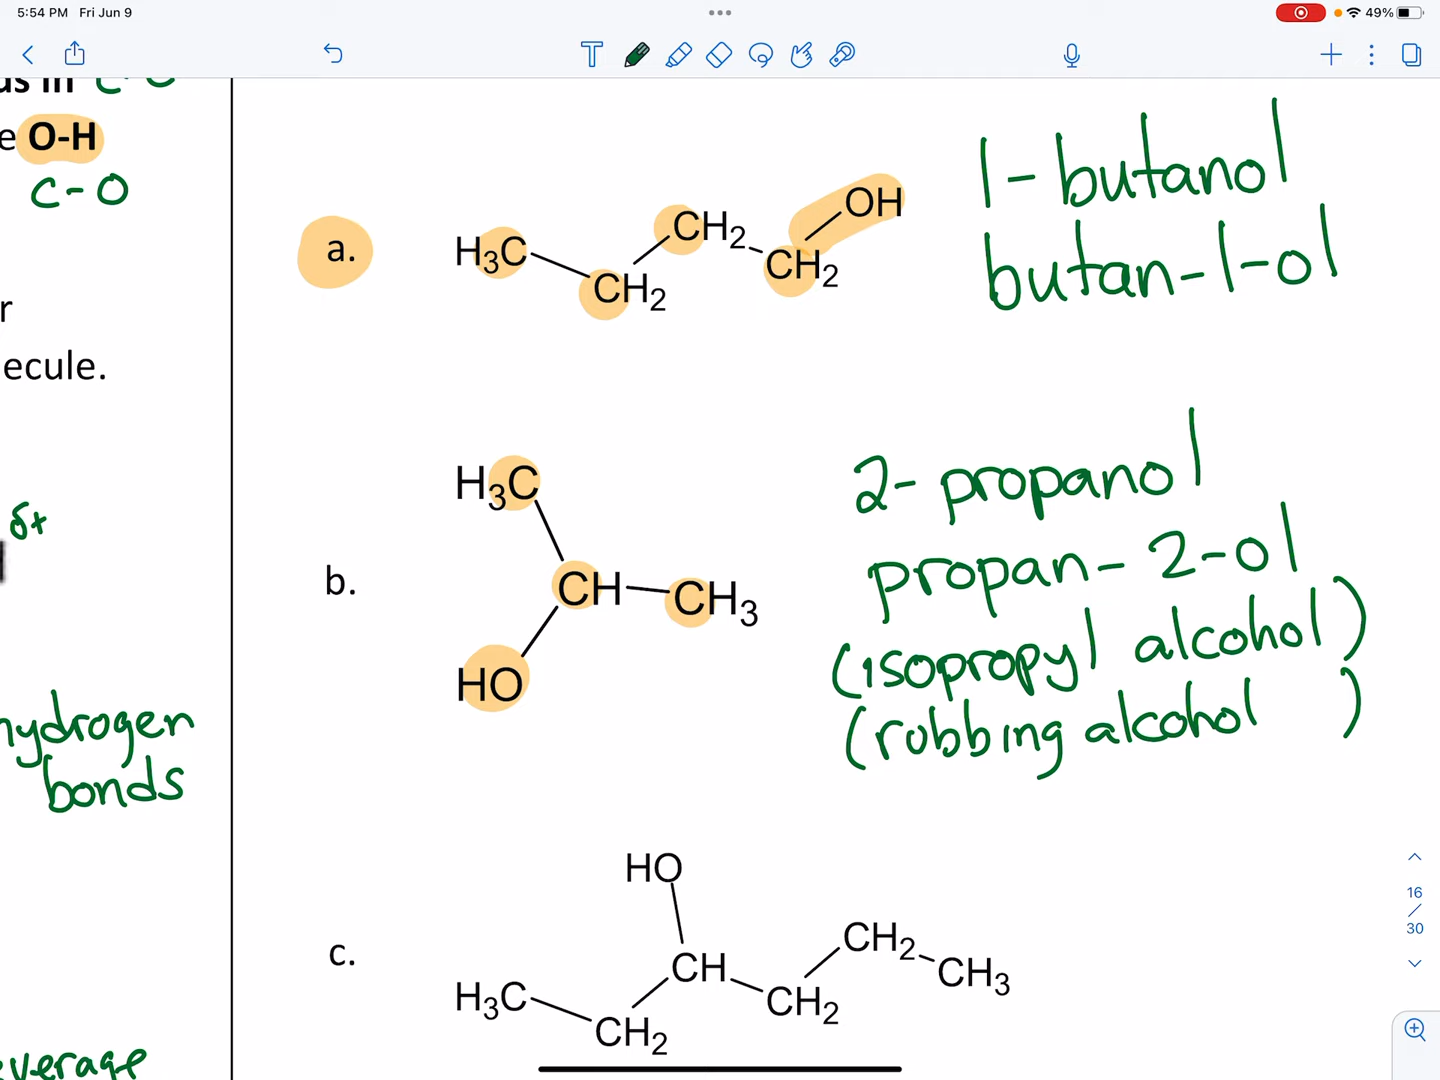 5:54 PM Fri Jun 9
49%
T
e O-H
C-O
r
ecule.
δ+
hydrogen
bonds
verage
a.
H3C
CH2
CH2
CH2
OH
1-butanol
butan-1-ol
b.
H3C
CH
CH3
HO
2-propanol
propan-2-ol
(isopropyl alcohol)
(rubbing alcohol )
c.
HO
H3C
CH2
CH
CH2
CH2
CH3
16
/
30